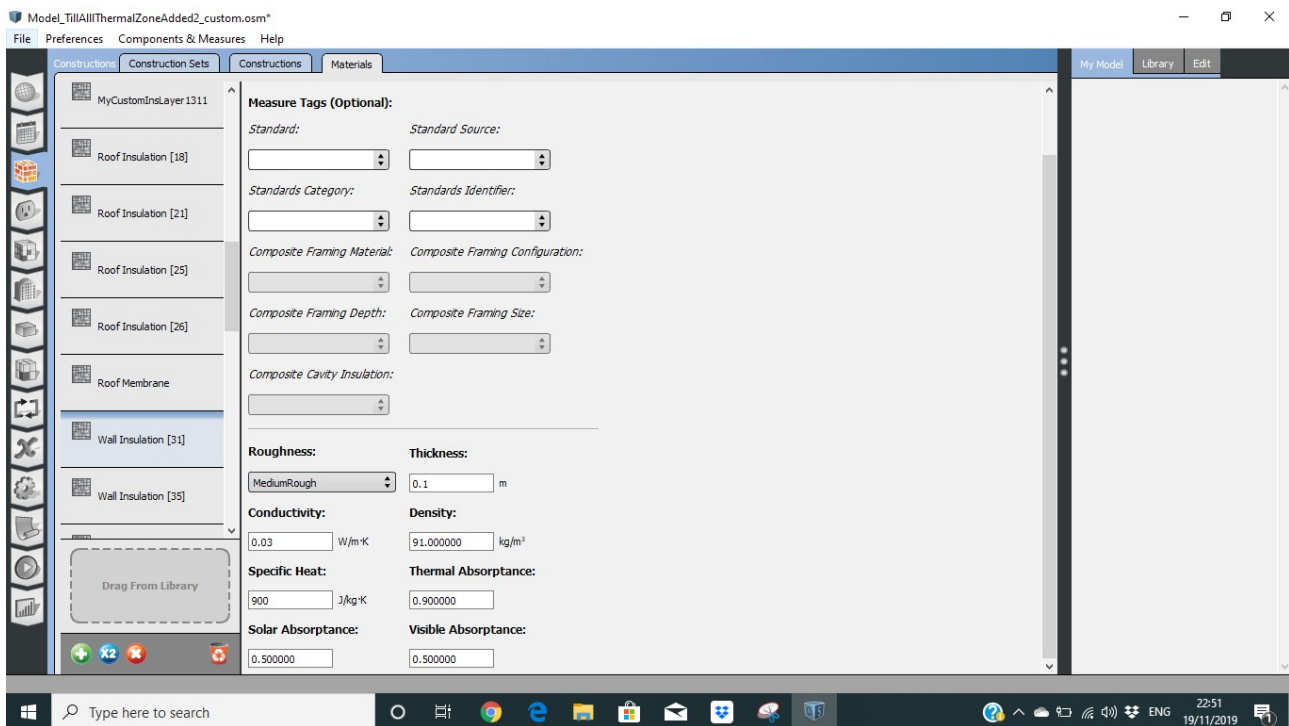 Model_TillAllIThermalZoneAdded2_custom.osm*
File Preferences Components & Measures Help
Constructions Construction Sets Constructions Materials
My Model Library Edit
MyCustomInsLayer1311
Roof Insulation [18]
Roof Insulation [21]
Roof Insulation [25]
Roof Insulation [26]
Roof Membrane
Wall Insulation [31]
Wall Insulation [35]
Drag From Library
X2
Measure Tags (Optional):
Standard: Standard Source:
Standards Category: Standards Identifier:
Composite Framing Material: Composite Framing Configuration:
Composite Framing Depth: Composite Framing Size:
Composite Cavity Insulation:
Roughness: Thickness:
MediumRough 0.1 m
Conductivity: Density:
0.03 W/m·K 91.000000 kg/m³
Specific Heat: Thermal Absorptance:
900 J/kg·K 0.900000
Solar Absorptance: Visible Absorptance:
0.500000 0.500000
Type here to search
ENG
22:51
19/11/2019